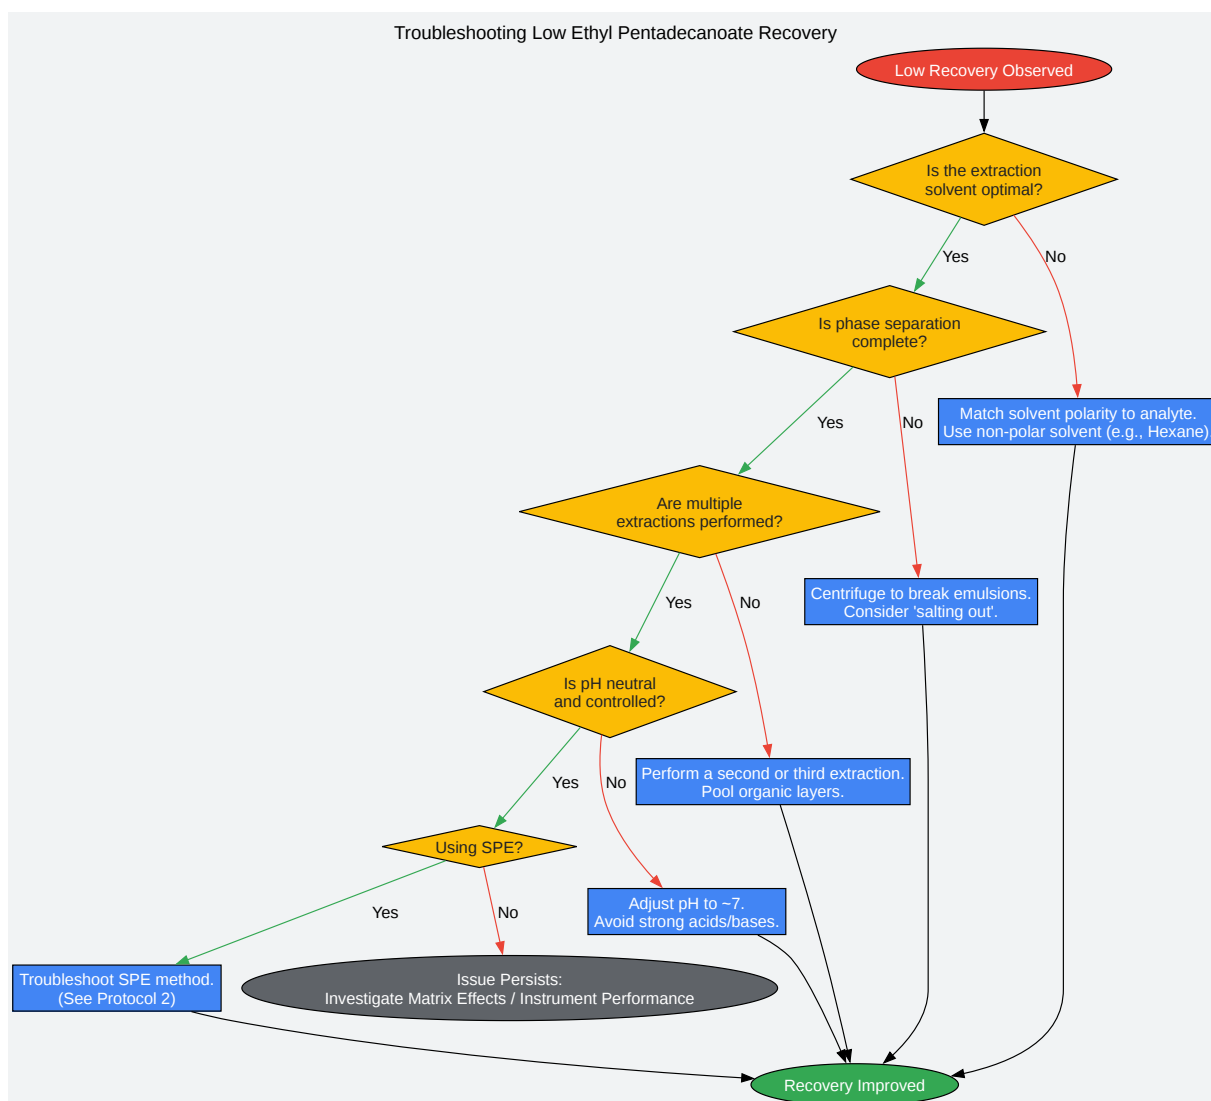 Troubleshooting Low Ethyl Pentadecanoate Recovery
Low Recovery Observed
Is the extraction
solvent optimal?
Yes
No
Is phase separation
complete?
Yes
No
Match solvent polarity to analyte.
Use non-polar solvent (e.g., Hexane)
Are multiple
extractions performed?
Yes
No
Centrifuge to break emulsions.
Consider 'salting out'.
Is pH neutral
and controlled?
Yes
No
Perform a second or third extraction.
Pool organic layers.
Using SPE?
Yes
No
Adjust pH to ~7.
Avoid strong acids/bases.
Troubleshoot SPE method.
(See Protocol 2)
Issue Persists:
Investigate Matrix Effects / Instrument Performance
Recovery Improved